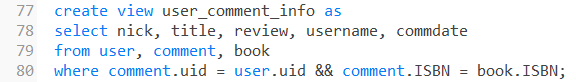 77 create view user_comment_info as
78 select nick, title, review, username, commdate
79 from user, comment, book
80 where comment.uid = user.uid && comment.ISBN = book.ISBN;